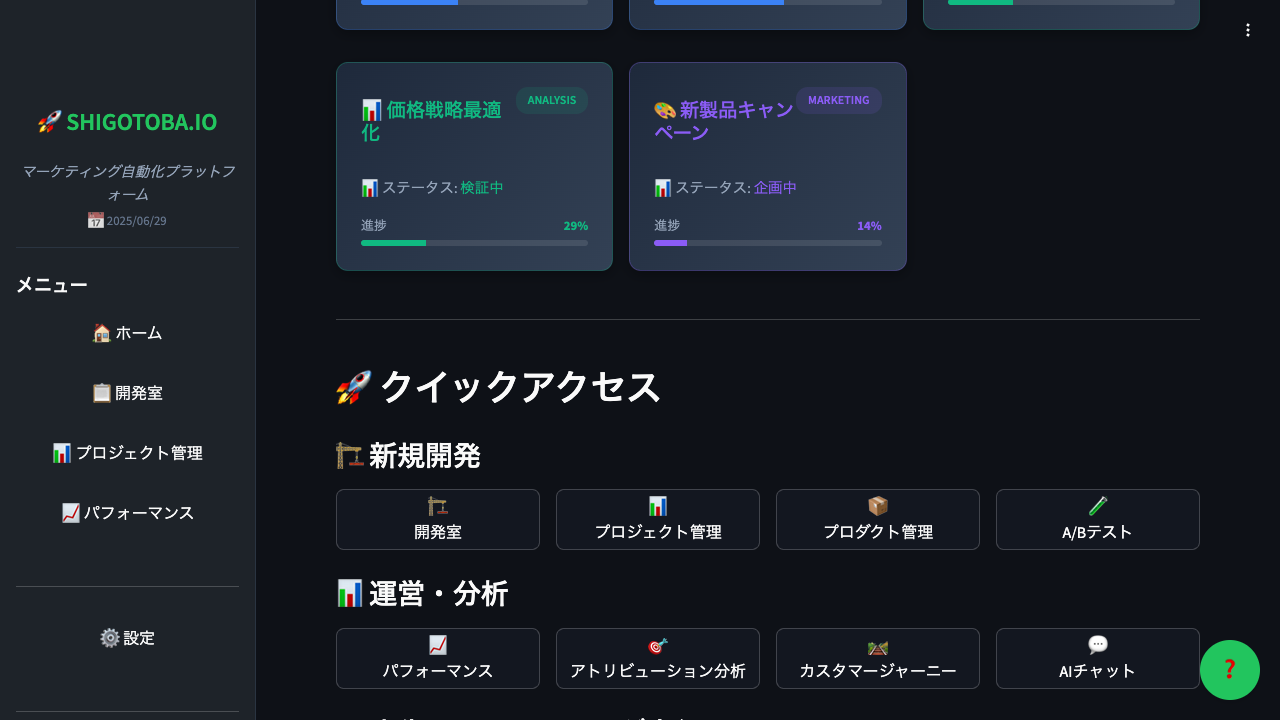 🚀 SHIGOTOBA.IO
マーケティング自動化プラットフ
ォーム
📅 2025/06/29
メニュー
🏠 ホーム
📋 開発室
📊 プロジェクト管理
📈 パフォーマンス
⚙️ 設定
📊 価格戦略最適
化
ANALYSIS
📊 ステータス: 検証中
進捗 29%
🎨 新製品キャン
ペーン
MARKETING
📊 ステータス: 企画中
進捗 14%
🚀 クイックアクセス
🏗️ 新規開発
🏗️
開発室
📊
プロジェクト管理
📦
プロダクト管理
🧪
A/Bテスト
📊 運営・分析
📈
パフォーマンス
🎯
アトリビューション分析
🛤️
カスタマージャーニー
💬
AIチャット
❓